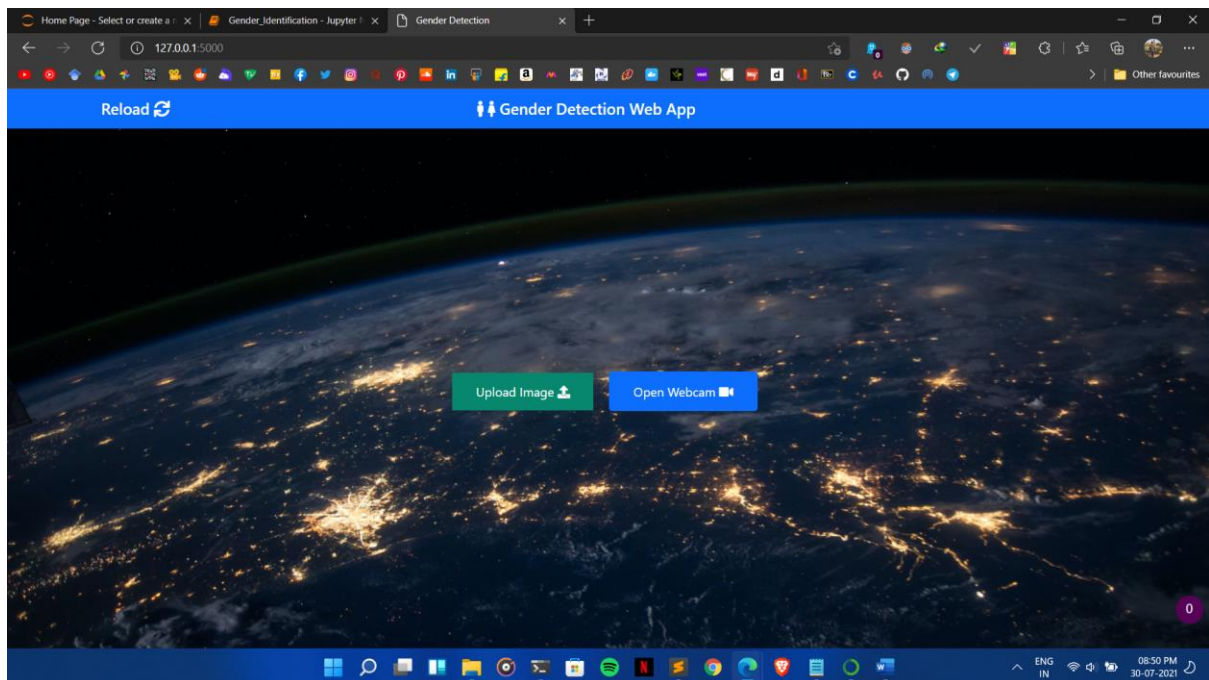 Home Page - Select or create a n
Gender_Identification - Jupyter N
Gender Detection
127.0.0.1:5000
Other favourites
Reload
Gender Detection Web App
Upload Image
Open Webcam
0
ENG
IN
08:50 PM
30-07-2021